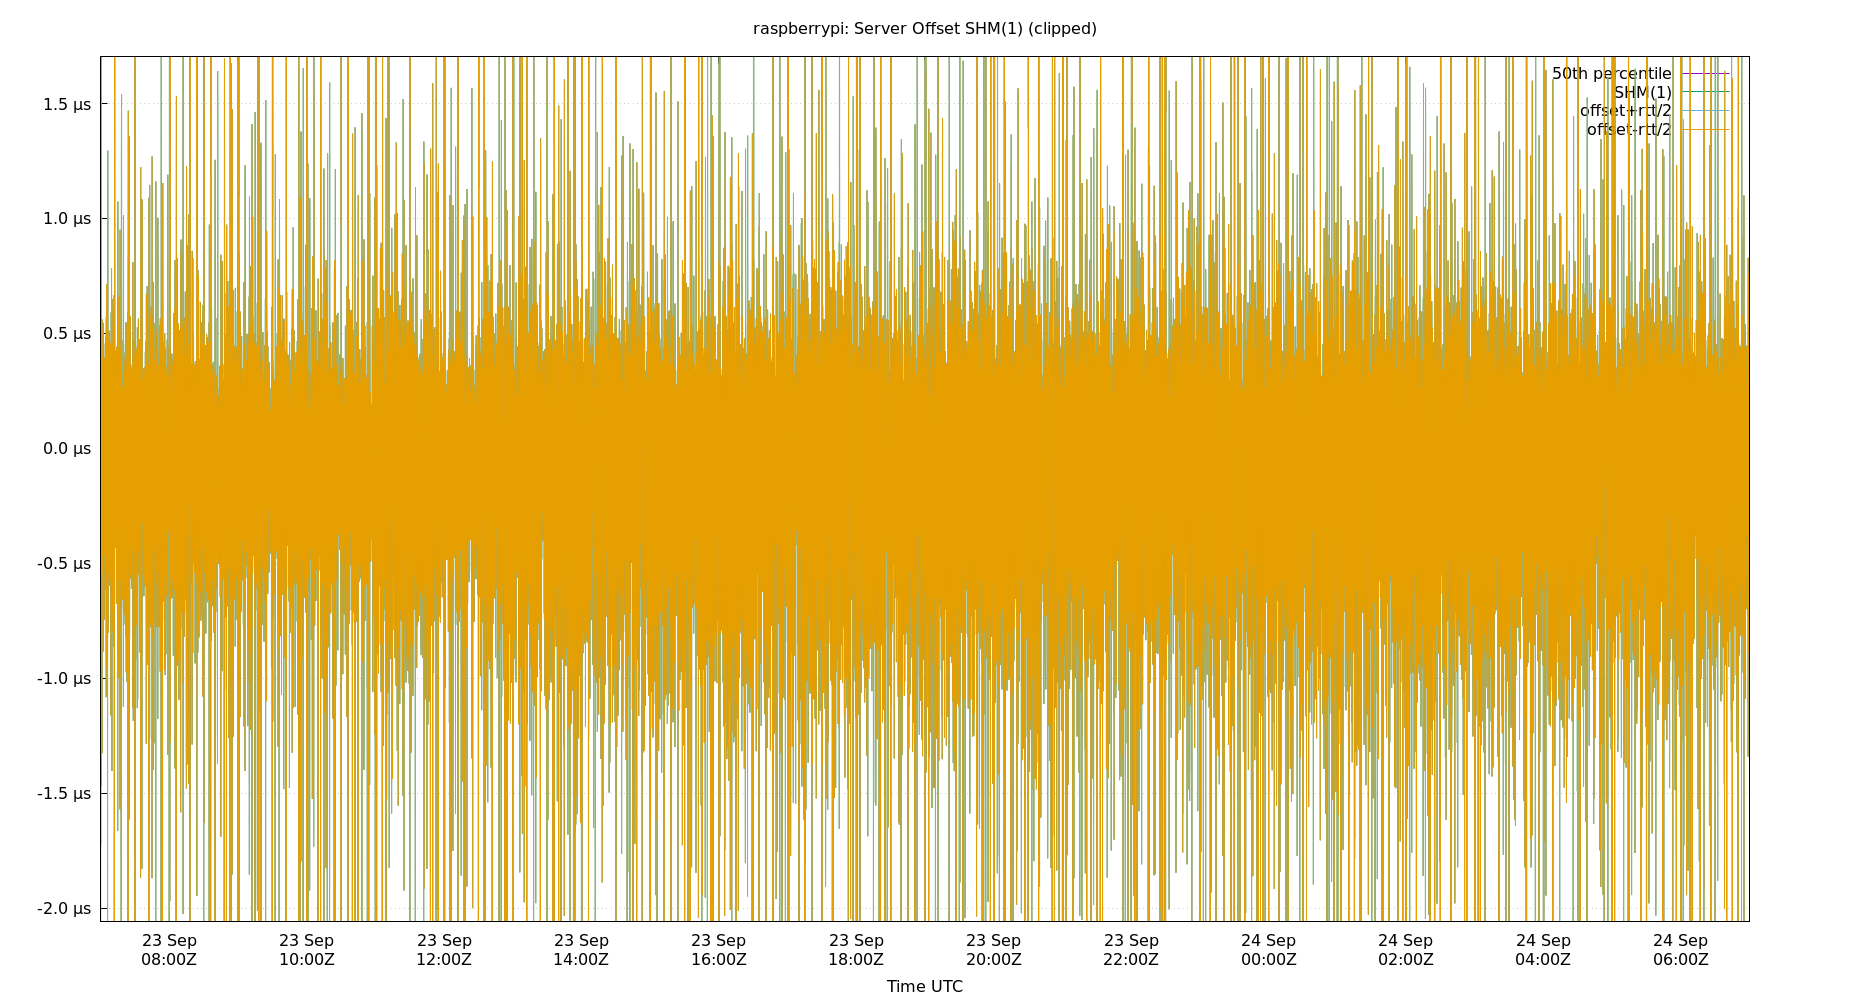 raspberrypi: Server Offset SHM(1) (clipped)
50th percentile
SHM(1)
offset+rtt/2
offset-rtt/2
1.5 µs
1.0 µs
0.5 µs
0.0 µs
-0.5 µs
-1.0 µs
-1.5 µs
-2.0 µs
23 Sep 23 Sep 23 Sep 23 Sep 23 Sep 23 Sep 23 Sep 23 Sep 24 Sep 24 Sep 24 Sep 24 Sep
08:00Z 10:00Z 12:00Z 14:00Z 16:00Z 18:00Z 20:00Z 22:00Z 00:00Z 02:00Z 04:00Z 06:00Z
Time UTC